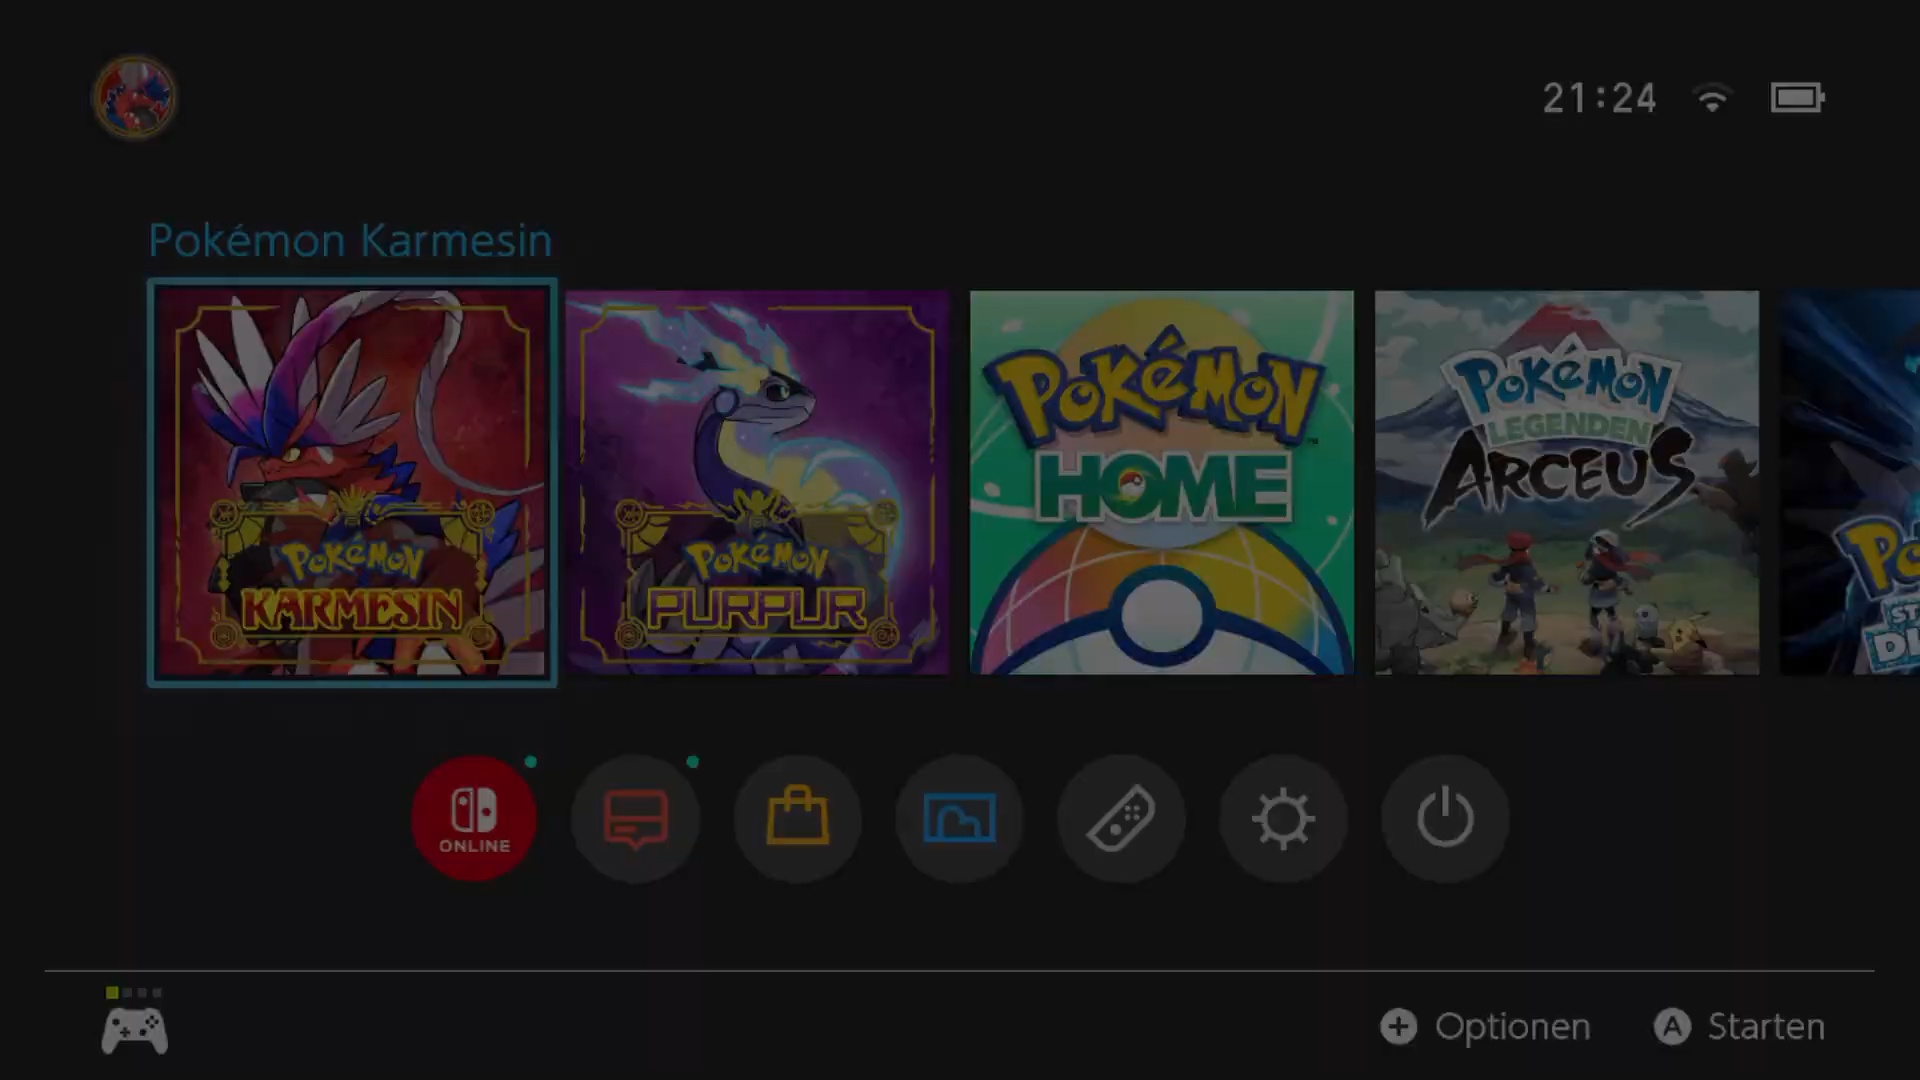 21:24
Pokémon Karmesin
POKéMON
KARMESIN
POKéMON
PURPUR
POKéMON
HOME
POKéMON
LEGENDEN
ARCEUS
ONLINE
Optionen
A Starten